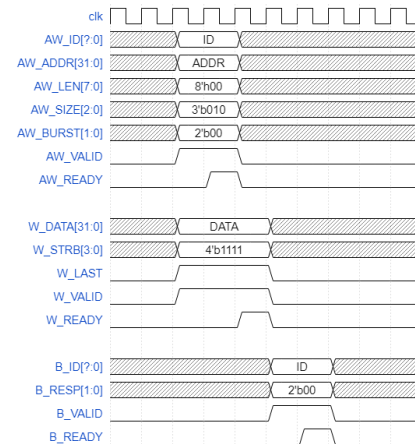 clk
AW_ID[?:0] ID
AW_ADDR[31:0] ADDR
AW_LEN[7:0] 8'h00
AW_SIZE[2:0] 3'b010
AW_BURST[1:0] 2'b00
AW_VALID
AW_READY
W_DATA[31:0] DATA
W_STRB[3:0] 4'b1111
W_LAST
W_VALID
W_READY
B_ID[?:0] ID
B_RESP[1:0] 2'b00
B_VALID
B_READY